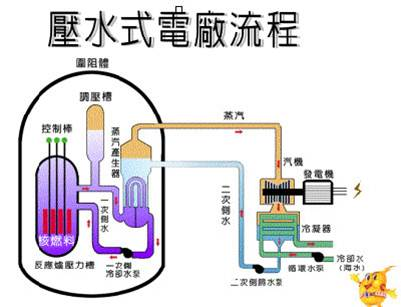 壓水式電廠流程
圍阻體
調壓槽
控制棒
蒸汽產生器
蒸汽
汽機
發電機
一次側水
二次側水
核燃料
冷凝器
冷却水
(海水)
循環水泵
反應爐壓力槽
一次側
冷却水泵
二次側飼水泵